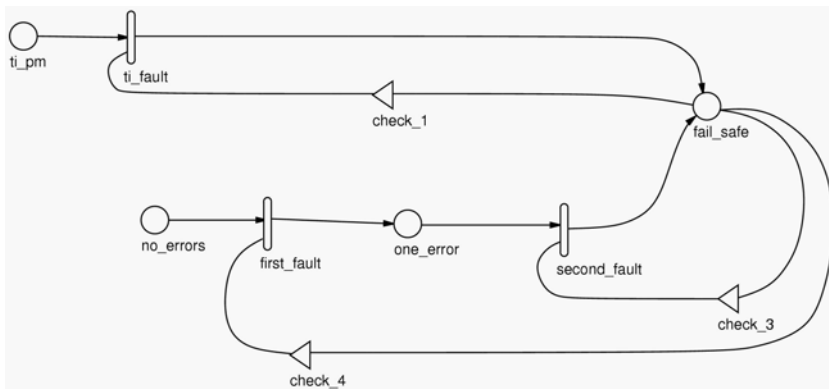 ti_pm
ti_fault
check_1
fail_safe
no_errors
first_fault
one_error
second_fault
check_3
check_4